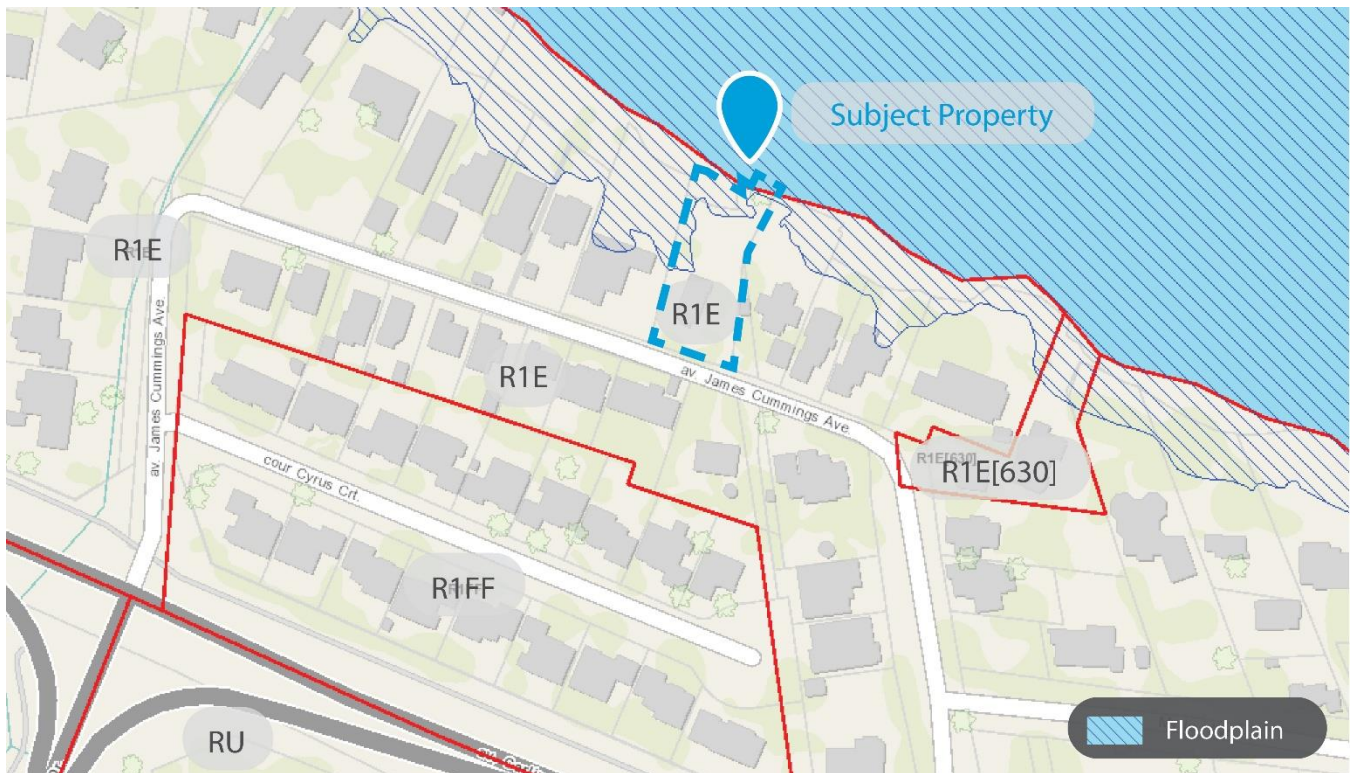 Subject Property
R1E
R1E
R1E
av. James Cummings Ave.
av. James Cummings Ave.
R1E[630]
R1E[630]
cour Cyrus Crt.
R1FF
RU
Floodplain